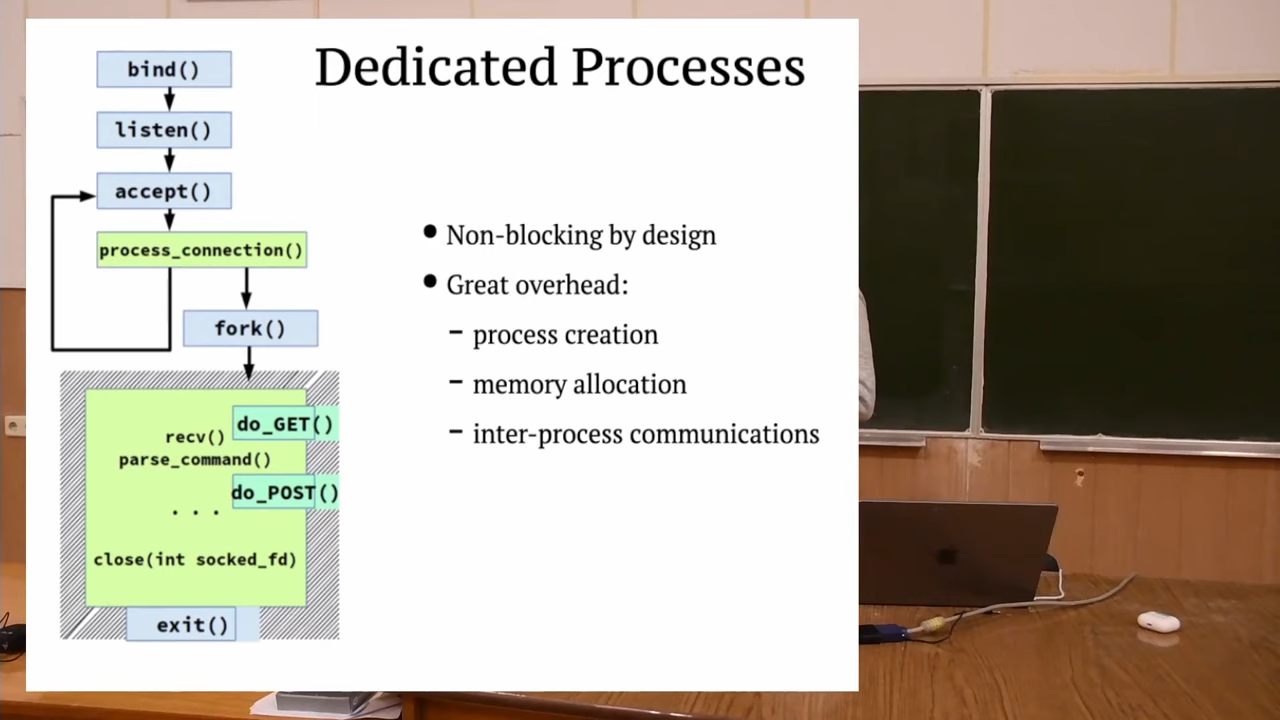 Dedicated Processes
bind()
listen()
accept()
process_connection()
fork()
do_GET()
recv()
parse_command()
do_POST()
. . .
close(int socked_fd)
exit()
• Non-blocking by design
• Great overhead:
– process creation
– memory allocation
– inter-process communications